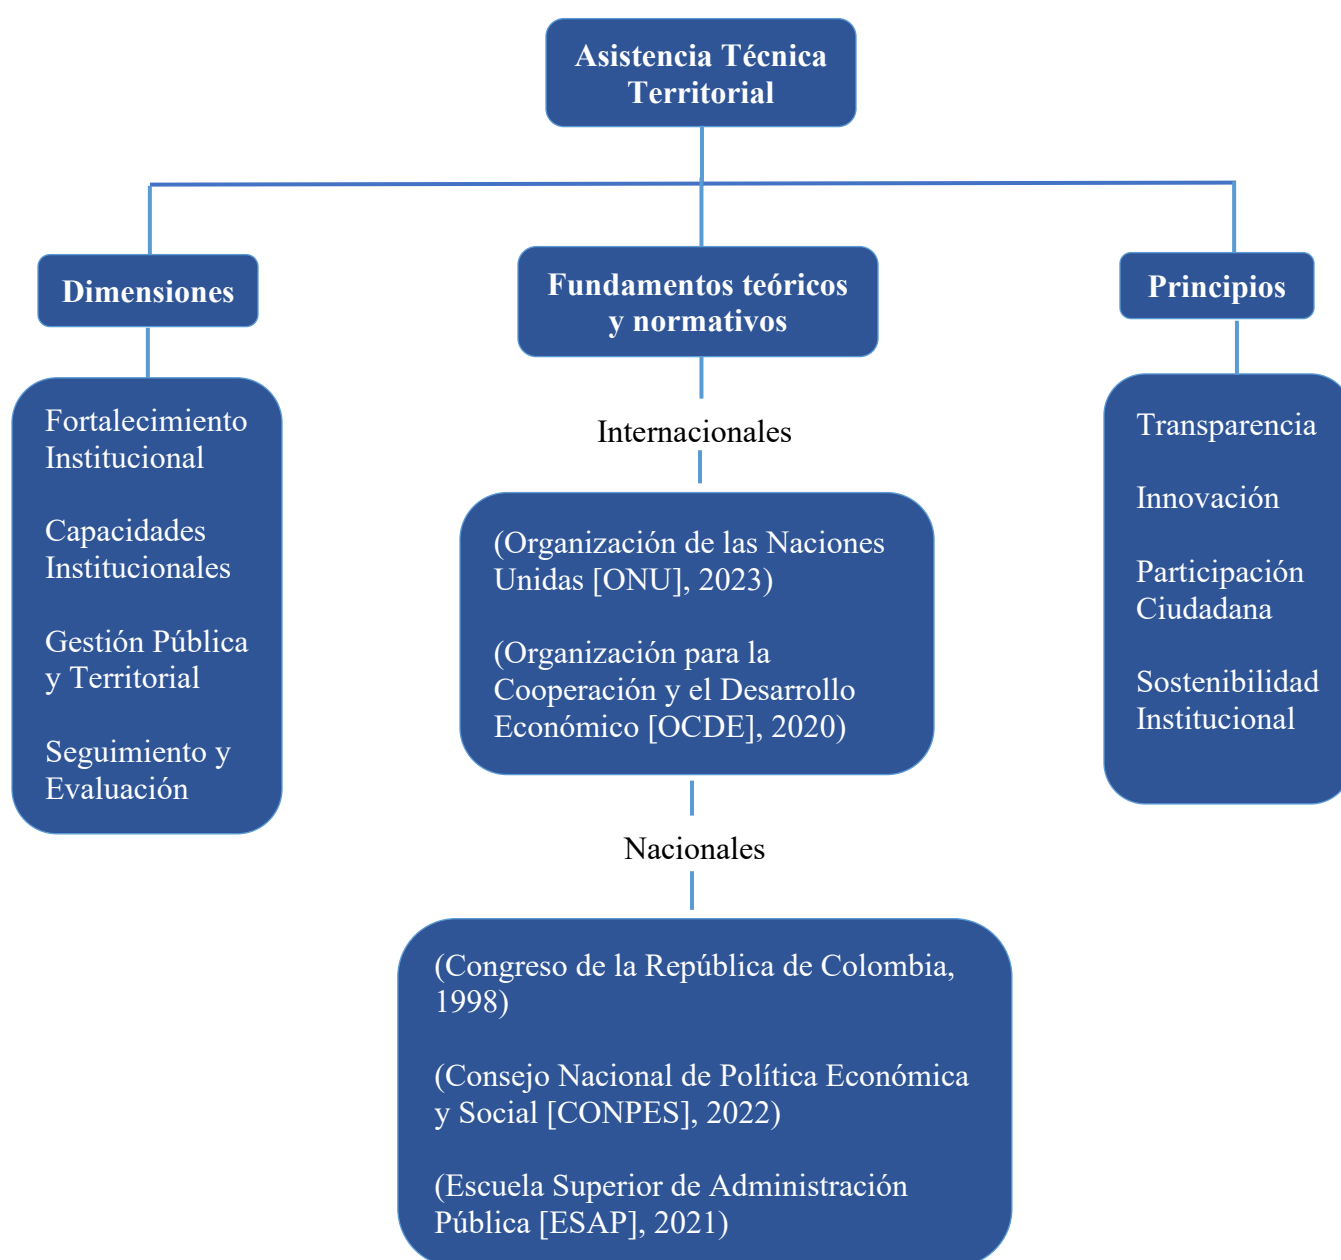 Asistencia Técnica
Territorial
Dimensiones
Fortalecimiento
Institucional
Capacidades
Institucionales
Gestión Pública
y Territorial
Seguimiento y
Evaluación
Fundamentos teóricos
y normativos
Internacionales
(Organización de las Naciones
Unidas [ONU], 2023)
(Organización para la
Cooperación y el Desarrollo
Económico [OCDE], 2020)
Nacionales
(Congreso de la República de Colombia,
1998)
(Consejo Nacional de Política Económica
y Social [CONPES], 2022)
(Escuela Superior de Administración
Pública [ESAP], 2021)
Principios
Transparencia
Innovación
Participación
Ciudadana
Sostenibilidad
Institucional